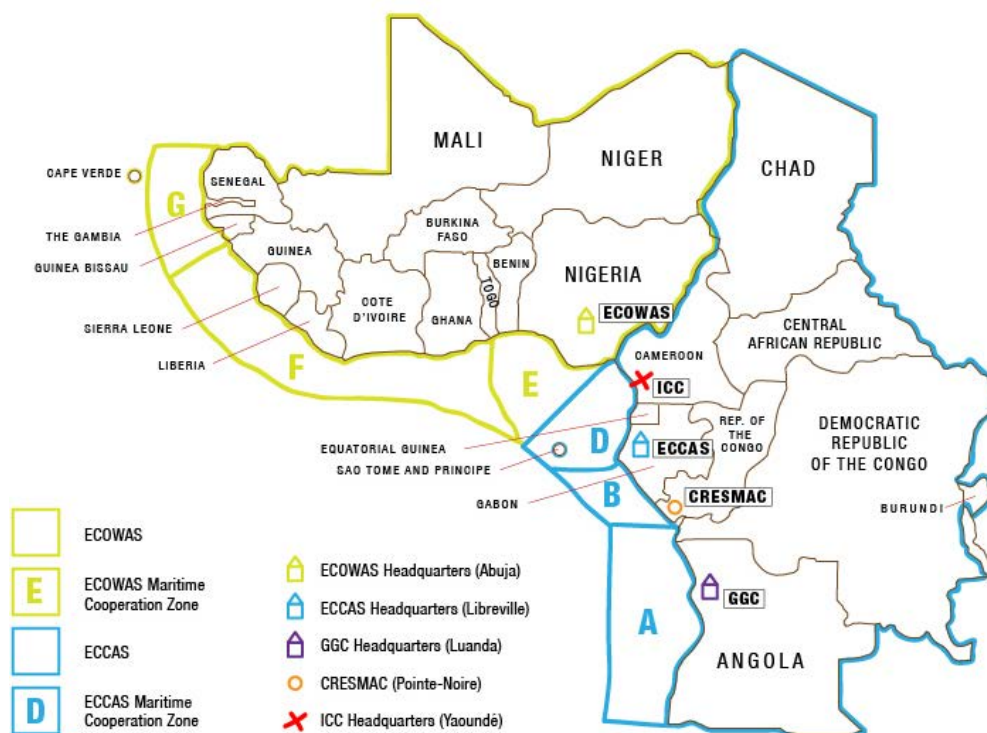 MALI
NIGER
CHAD
CAPE VERDE
SENEGAL
G
THE GAMBIA
GUINEA BISSAU
GUINEA
BURKINA
FASO
BENIN
NIGERIA
TOGO
COTE
D'IVOIRE
GHANA
ECOWAS
SIERRA LEONE
LIBERIA
F
E
CAMEROON
CENTRAL
AFRICAN REPUBLIC
ICC
REP. OF
THE
CONGO
DEMOCRATIC
REPUBLIC
OF THE CONGO
EQUATORIAL GUINEA
SAO TOME AND PRINCIPE
D
ECCAS
GABON
B
CRESMAC
BURUNDI
A
GGC
ANGOLA
ECOWAS
E
ECOWAS Maritime
Cooperation Zone
ECCAS
D
ECCAS Maritime
Cooperation Zone
ECOWAS Headquarters (Abuja)
ECCAS Headquarters (Libreville)
GGC Headquarters (Luanda)
CRESMAC (Pointe-Noire)
ICC Headquarters (Yaoundé)